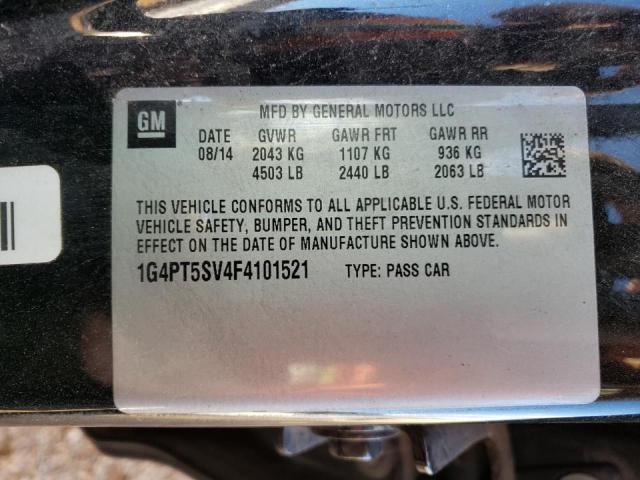 GM
MFD BY GENERAL MOTORS LLC
DATE GVWR GAWR FRT GAWR RR
08/14 2043 KG 1107 KG 936 KG
4503 LB 2440 LB 2063 LB
THIS VEHICLE CONFORMS TO ALL APPLICABLE U.S. FEDERAL MOTOR
VEHICLE SAFETY, BUMPER, AND THEFT PREVENTION STANDARDS IN
EFFECT ON THE DATE OF MANUFACTURE SHOWN ABOVE.
1G4PT5SV4F4101521 TYPE: PASS CAR